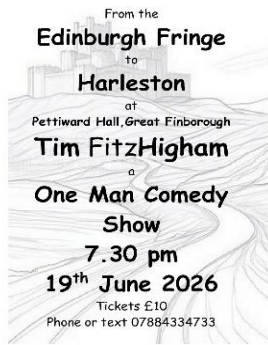 From the
Edinburgh Fringe
to
Harleston
at
Pettiward Hall,Great Finborough
Tim FitzHigham
a
One Man Comedy
Show
7.30 pm
19th June 2026
Tickets £10
Phone or text 07884334733